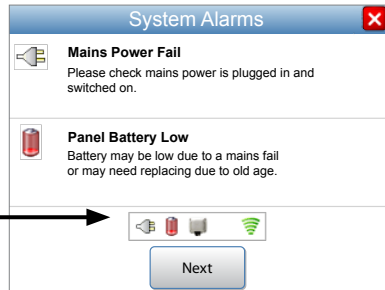 System Alarms
Mains Power Fail
Please check mains power is plugged in and
switched on.
Panel Battery Low
Battery may be low due to a mains fail
or may need replacing due to old age.
Next